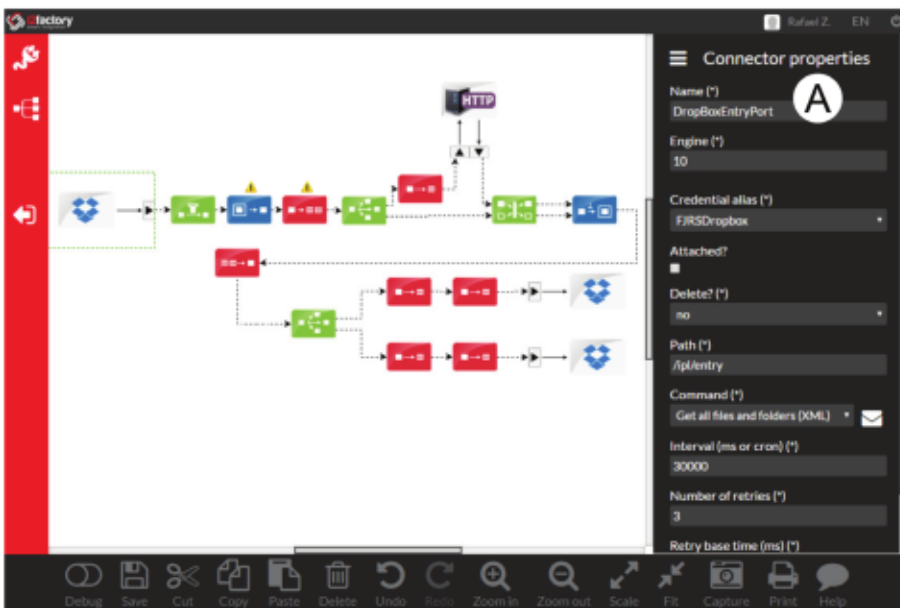 i2factory
Rafael Z. EN
Connector properties
A
Name (*)
DropBoxEntryPort
Engine (*)
10
Credential alias (*)
FJRSDropbox
Attached?
Delete? (*)
no
Path (*)
/ipl/entry
Command (*)
Get all files and folders (XML)
Interval (ms or cron) (*)
30000
Number of retries (*)
3
Retry base time (ms) (*)
HTTP
Debug Save Cut Copy Paste Delete Undo Redo Zoom in Zoom out Scale Fit Capture Print Help